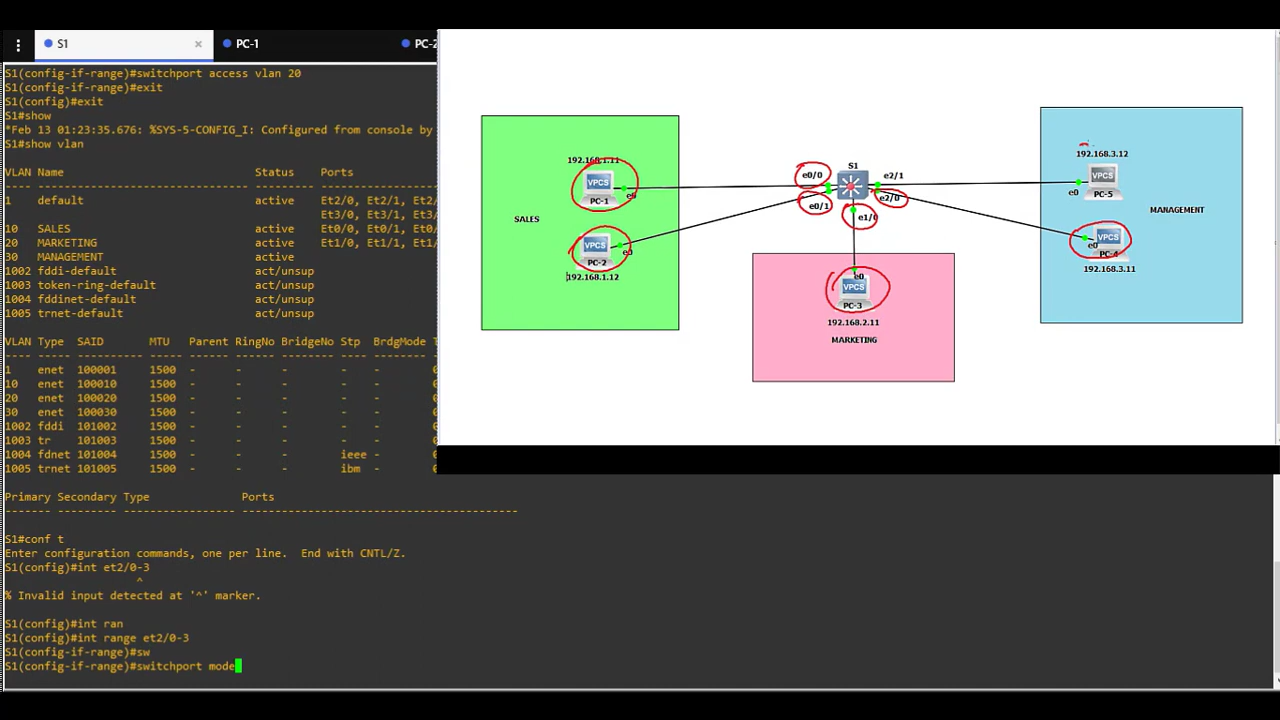 S1
PC-1
PC-2
S1(config-if-range)#switchport access vlan 20
S1(config-if-range)#exit
S1(config)#exit
S1#show
*Feb 13 01:23:35.676: %SYS-5-CONFIG_I: Configured from console by
S1#show vlan
VLAN Name Status Ports
---- -------------------------------- --------- -------------------------------
1 default active Et2/0, Et2/1, Et2/
Et3/0, Et3/1, Et3/
10 SALES active Et0/0, Et0/1, Et0/
20 MARKETING active Et1/0, Et1/1, Et1/
30 MANAGEMENT active
1002 fddi-default act/unsup
1003 token-ring-default act/unsup
1004 fddinet-default act/unsup
1005 trnet-default act/unsup
VLAN Type SAID MTU Parent RingNo BridgeNo Stp BrdgMode
---- ----- ---------- ----- ------ ------ -------- ---- --------
1 enet 100001 1500 - - - - -
10 enet 100010 1500 - - - - -
20 enet 100020 1500 - - - - -
30 enet 100030 1500 - - - - -
1002 fddi 101002 1500 - - - - -
1003 tr 101003 1500 - - - - -
1004 fdnet 101004 1500 - - - ieee -
1005 trnet 101005 1500 - - - ibm -
Primary Secondary Type Ports
------- --------- ----------------- ------------------------------------------
S1#conf t
Enter configuration commands, one per line. End with CNTL/Z.
S1(config)#int et2/0-3
^
% Invalid input detected at '^' marker.
S1(config)#int ran
S1(config)#int range et2/0-3
S1(config-if-range)#sw
S1(config-if-range)#switchport mode
192.168.1.11
VPCS
PC-1
e0
SALES
VPCS
PC-2
e0
192.168.1.12
e0/0
e0/1
S1
e2/1
e2/0
e1/0
e0
VPCS
PC-3
192.168.2.11
MARKETING
192.168.3.12
VPCS
e0
PC-5
MANAGEMENT
VPCS
e0
PC-4
192.168.3.11